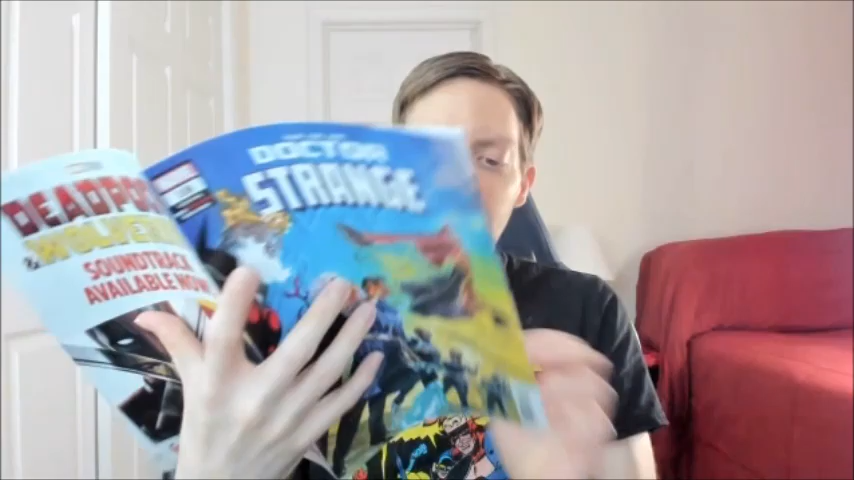 DEADPOOL
& WOLVERINE
SOUNDTRACK
AVAILABLE NOW!
DOCTOR
STRANGE